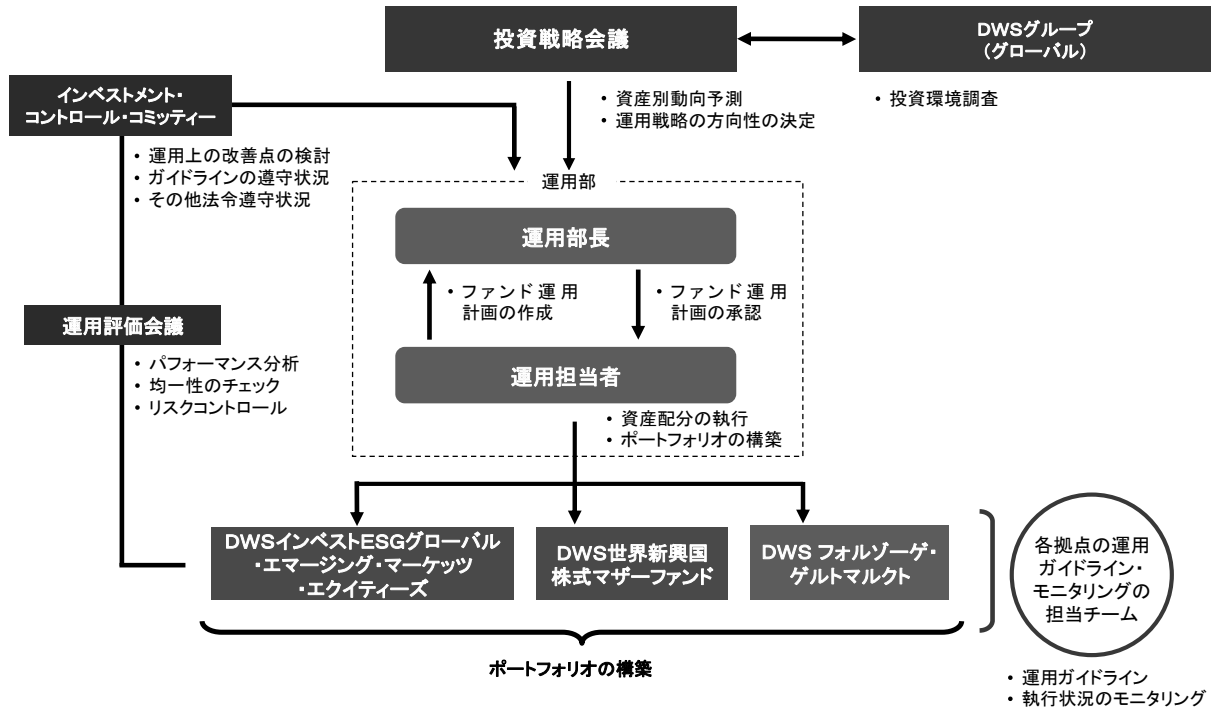 投資戦略会議
DWSグループ
（グローバル）
・資産別動向予測
・運用戦略の方向性の決定
・投資環境調査
インベストメント・
コントロール・コミッティー
・運用上の改善点の検討
・ガイドラインの遵守状況
・その他法令遵守状況
運用部
運用部長
・ファンド運用
計画の作成
・ファンド運用
計画の承認
運用担当者
・資産配分の執行
・ポートフォリオの構築
運用評価会議
・パフォーマンス分析
・均一性のチェック
・リスクコントロール
DWSインベストESGグローバル
・エマージング・マーケッツ
・エクイティーズ
DWS世界新興国
株式マザーファンド
DWS フォルゾーゲ・
ゲルトマルクト
各拠点の運用
ガイドライン・
モニタリングの
担当チーム
・運用ガイドライン
・執行状況のモニタリング
ポートフォリオの構築